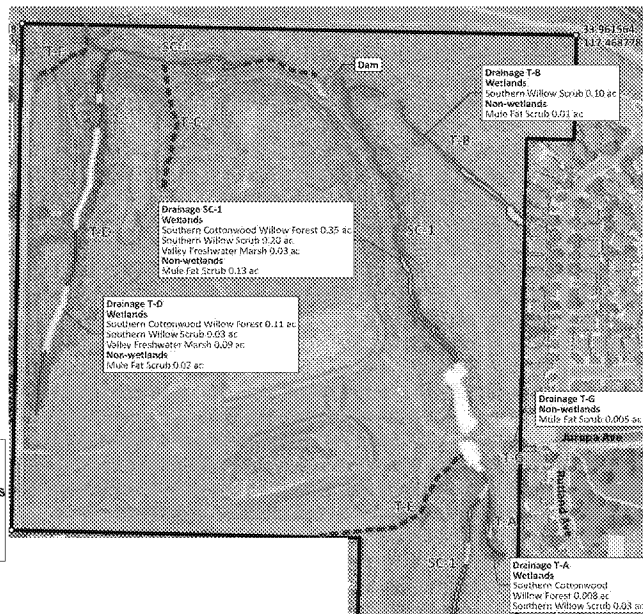 8
33.961564,
-117.468778
T-F
SC-1
Dam
Drainage T-B
Wetlands
Southern Willow Scrub 0.10 ac
Non-wetlands
Mule Fat Scrub 0.01 ac
T-C
T-B
Drainage SC-1
Wetlands
Southern Cottonwood Willow Forest 0.35 ac
Southern Willow Scrub 0.20 ac
Valley Freshwater Marsh 0.03 ac
Non-wetlands
Mule Fat Scrub 0.13 ac
T-D
SC-1
Drainage T-D
Wetlands
Southern Cottonwood Willow Forest 0.11 ac
Southern Willow Scrub 0.03 ac
Valley Freshwater Marsh 0.09 ac
Non-wetlands
Mule Fat Scrub 0.02 ac
Drainage T-G
Non-wetlands
Mule Fat Scrub 0.005 ac
Jurupa Ave
T-G
Rutland Ave
S
T-E
T-A
SC-1
Drainage T-A
Wetlands
Southern Cottonwood
Willow Forest 0.008 ac
Southern Willow Scrub 0.03 ac